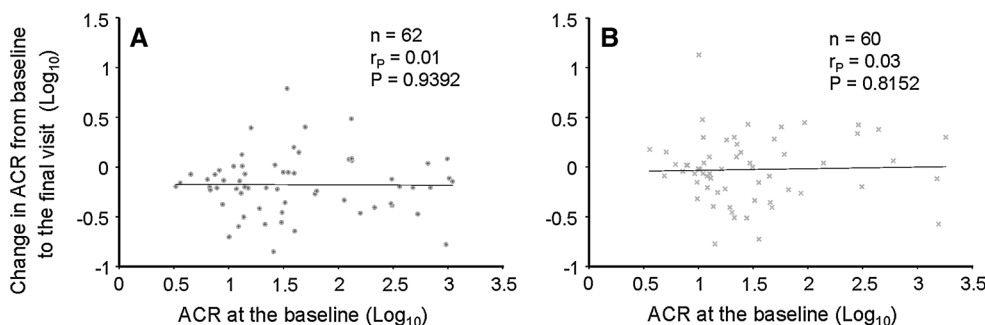 Change in ACR from baseline
to the final visit (Log10)
A
n = 62
rP = 0.01
P = 0.9392
1.5
1
0.5
0
-0.5
-1
0 0.5 1 1.5 2 2.5 3 3.5
ACR at the baseline (Log10)
B
n = 60
rP = 0.03
P = 0.8152
1.5
1
0.5
0
-0.5
-1
0 0.5 1 1.5 2 2.5 3 3.5
ACR at the baseline (Log10)